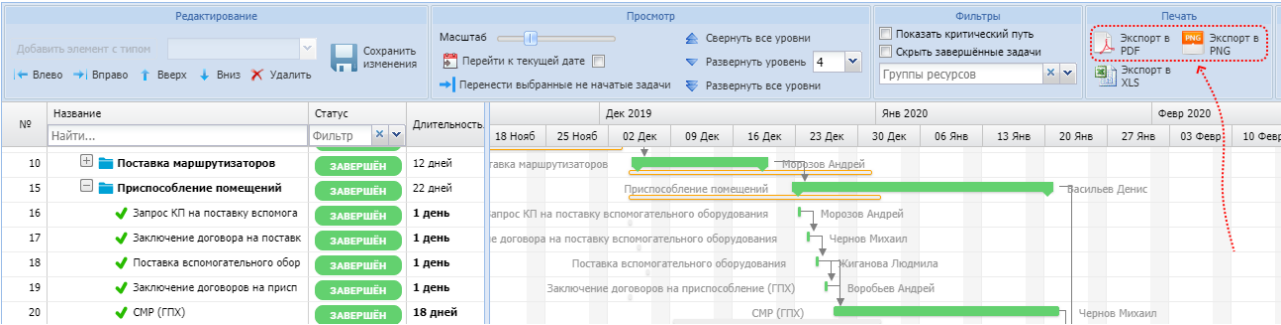 Редактирование
Просмотр
Фильтры
Печать
Добавить элемент с типом
Сохранить изменения
Влево Вправо Вверх Вниз Удалить
Масштаб
Перейти к текущей дате
Перенести выбранные не начатые задачи
Свернуть все уровни
Развернуть уровень 4
Развернуть все уровни
Показать критический путь
Скрыть завершённые задачи
Группы ресурсов
Экспорт в PDF
PNG Экспорт в PNG
Экспорт в XLS
№ Название Статус Длительность
Найти... Фильтр
Дек 2019 Янв 2020 Февр 2020
18 Нояб 25 Нояб 02 Дек 09 Дек 16 Дек 23 Дек 30 Дек 06 Янв 13 Янв 20 Янв 27 Янв 03 Февр 10 Февр
10 Поставка маршрутизаторов ЗАВЕРШЁН 12 дней
тавка маршрутизаторов Морозов Андрей
15 Приспособление помещений ЗАВЕРШЁН 22 дней
Приспособление помещений Васильев Денис
16 Запрос КП на поставку вспомога ЗАВЕРШЁН 1 день
Запрос КП на поставку вспомогательного оборудования Морозов Андрей
17 Заключение договора на поставк ЗАВЕРШЁН 1 день
е договора на поставку вспомогательного оборудования Чернов Михаил
18 Поставка вспомогательного обор ЗАВЕРШЁН 1 день
Поставка вспомогательного оборудования Жиганова Людмила
19 Заключение договоров на присп ЗАВЕРШЁН 1 день
Заключение договоров на приспособление (ГПХ) Воробьев Андрей
20 СМР (ГПХ) ЗАВЕРШЁН 18 дней
СМР (ГПХ) Чернов Михаил